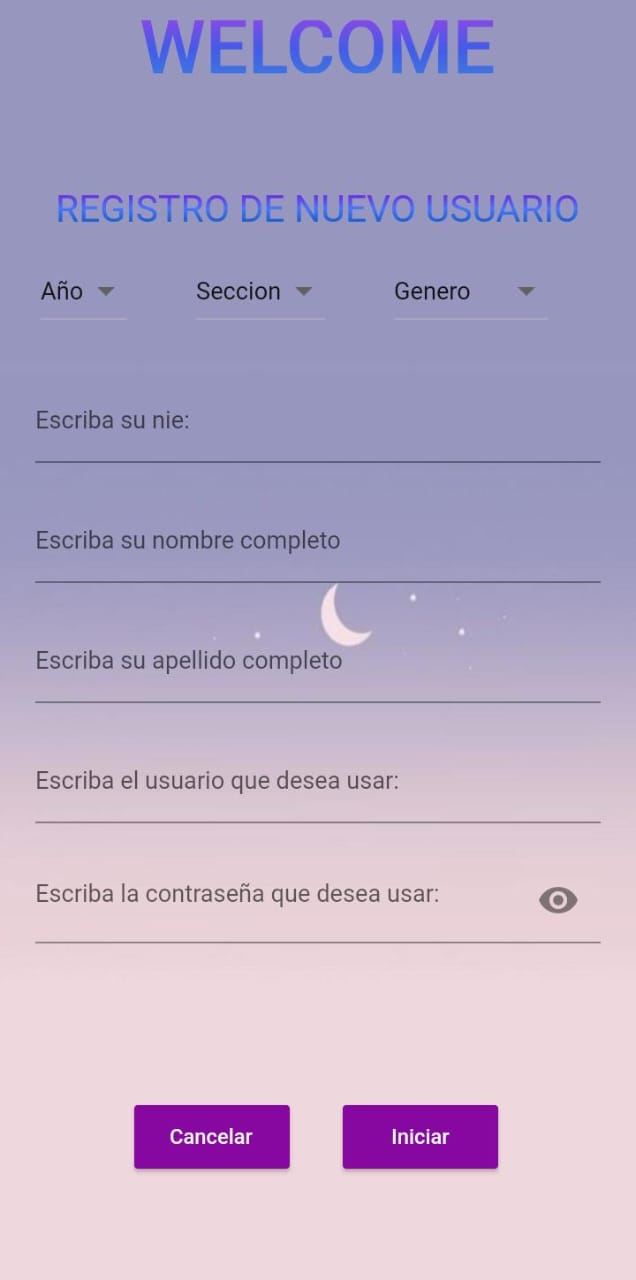 WELCOME
REGISTRO DE NUEVO USUARIO
Año Seccion Genero
Escriba su nie:
Escriba su nombre completo
Escriba su apellido completo
Escriba el usuario que desea usar:
Escriba la contraseña que desea usar:
Cancelar Iniciar